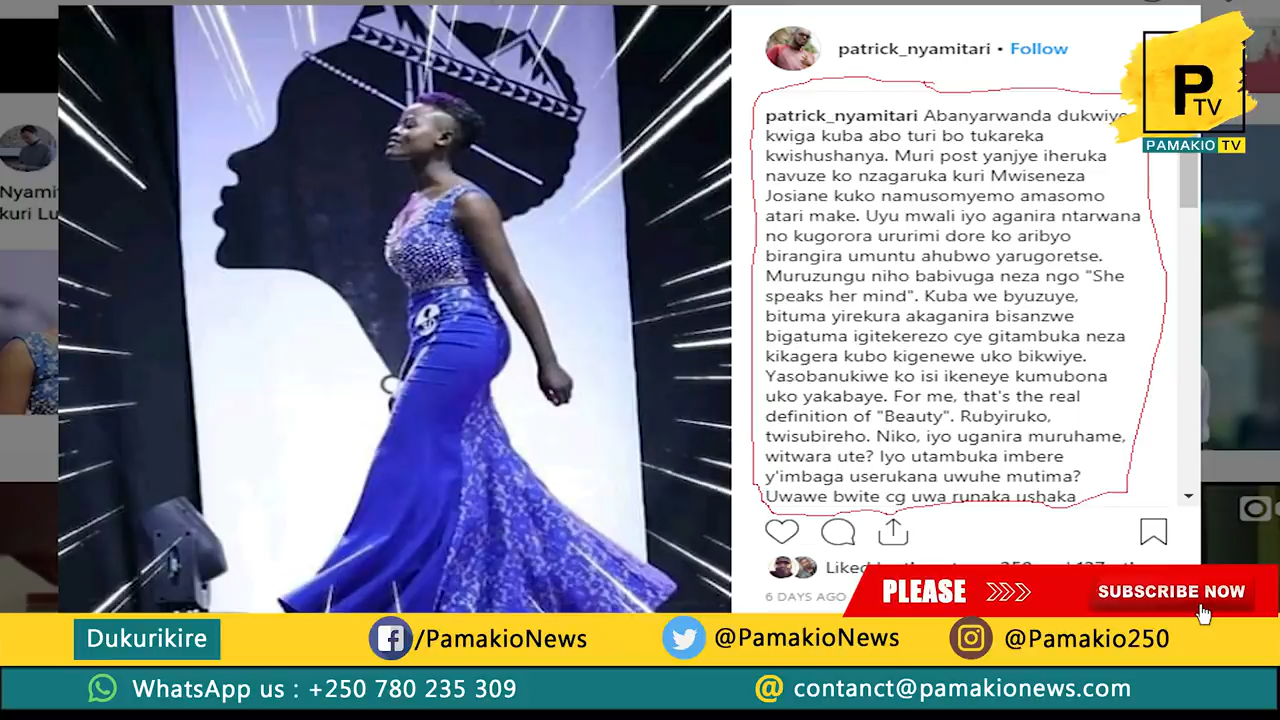 patrick_nyamitari • Follow
P
TV
PAMAKIO TV
patrick_nyamitari Abanyarwanda dukwiye
kwiga kuba abo turi bo tukareka
kwishushanya. Muri post yanjye iheruka
navuze ko nzagaruka kuri Mwiseneza
Josiane kuko namusomyemo amasomo
atari make. Uyu mwali iyo aganira ntarwana
no kugorora ururimi dore ko aribyo
birangira umuntu ahubwo yarugoretse.
Muruzungu niho babivuga neza ngo "She
speaks her mind". Kuba we byuzuye,
bituma yirekura akaganira bisanzwe
bigatuma igitekerezo cye gitambuka neza
kikagera kubo kigenewe uko bikwiye.
Yasobanukiwe ko isi ikeneye kumubona
uko yakabaye. For me, that's the real
definition of "Beauty". Rubyiruko,
twisubireho. Niko, iyo uganira muruhame,
witwara ute? Iyo utambuka imbere
y'imbaga userukana uwuhe mutima?
Uwawe bwite cg uwa runaka ushaka
Nyami
kuri Lu
Liked
6 DAYS AGO
PLEASE >>>
SUBSCRIBE NOW
Dukurikire
/PamakioNews
@PamakioNews
@Pamakio250
WhatsApp us : +250 780 235 309
@ contanct@pamakionews.com